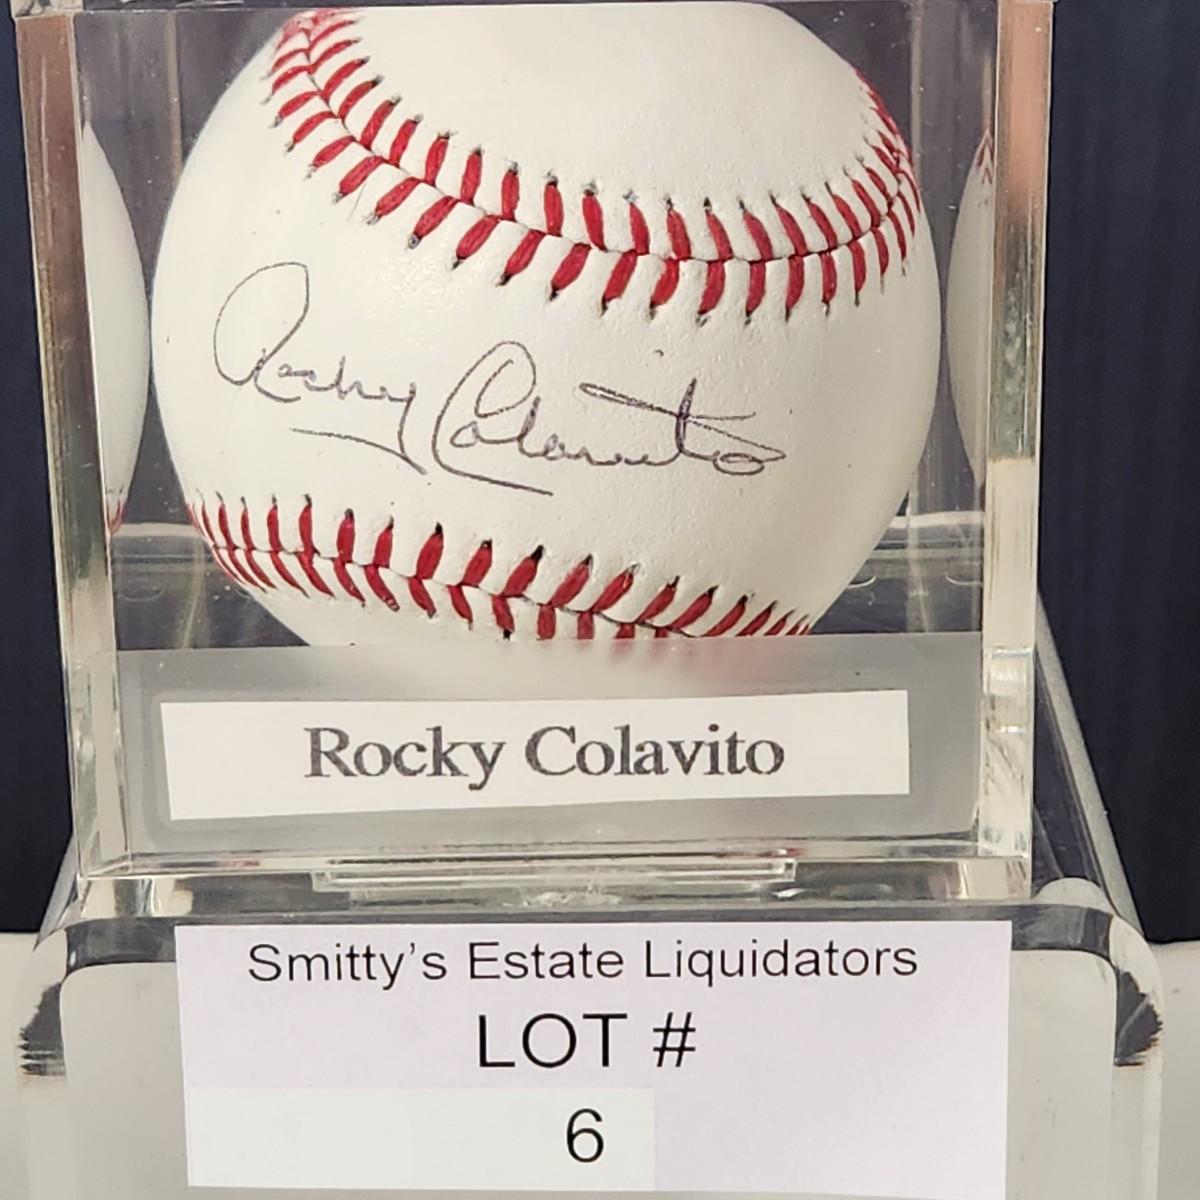 Rocky Colavito
Rocky Colavito
Smitty's Estate Liquidators
LOT #
6